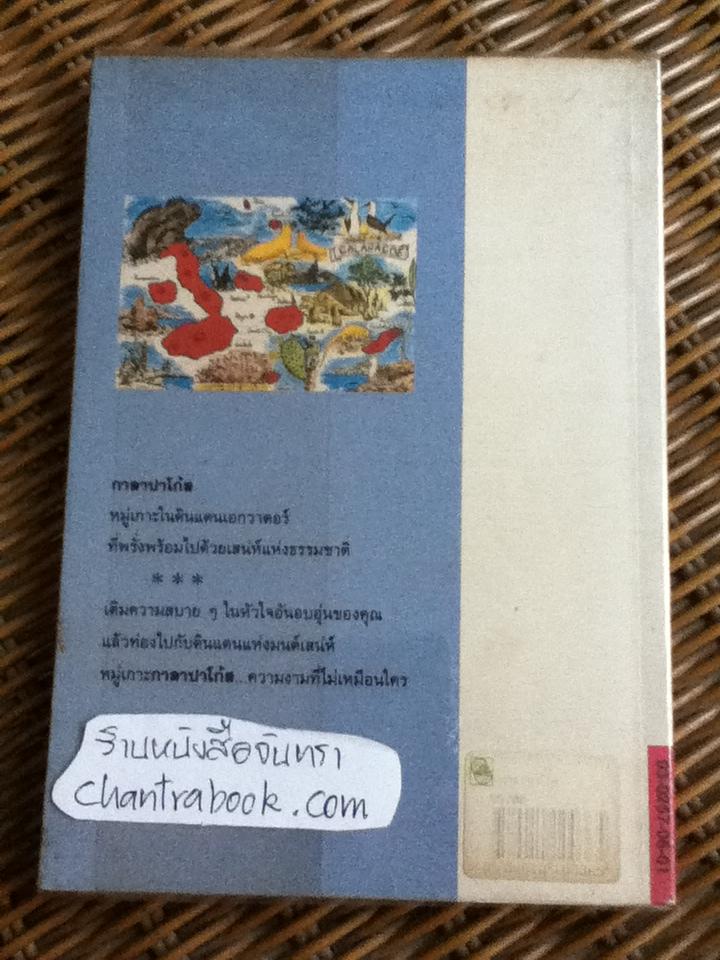 กาลาปาโก้ส
หมู่เกาะในดินแดนเอกวาดอร์
ที่พรั่งพร้อมไปด้วยเสน่ห์แห่งธรรมชาติ
***
เติมความสบาย ๆ ในหัวใจอันอบอุ่นของคุณ
แล้วท่องไปกับดินแดนแห่งมนต์เสน่ห์
หมู่เกาะกาลาปาโก้ส...ความงามที่ไม่เหมือนใคร
ร้านหนังสือจันทรา
chantrabook.com